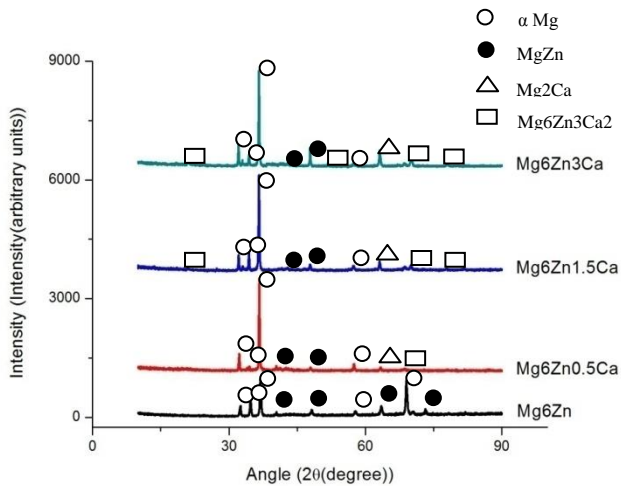 α Mg
MgZn
Mg2Ca
Mg6Zn3Ca2
9000
6000
3000
0
Intensity (Intensity(arbitrary units))
Mg6Zn3Ca
Mg6Zn1.5Ca
Mg6Zn0.5Ca
Mg6Zn
0
30
60
90
Angle (2θ(degree))